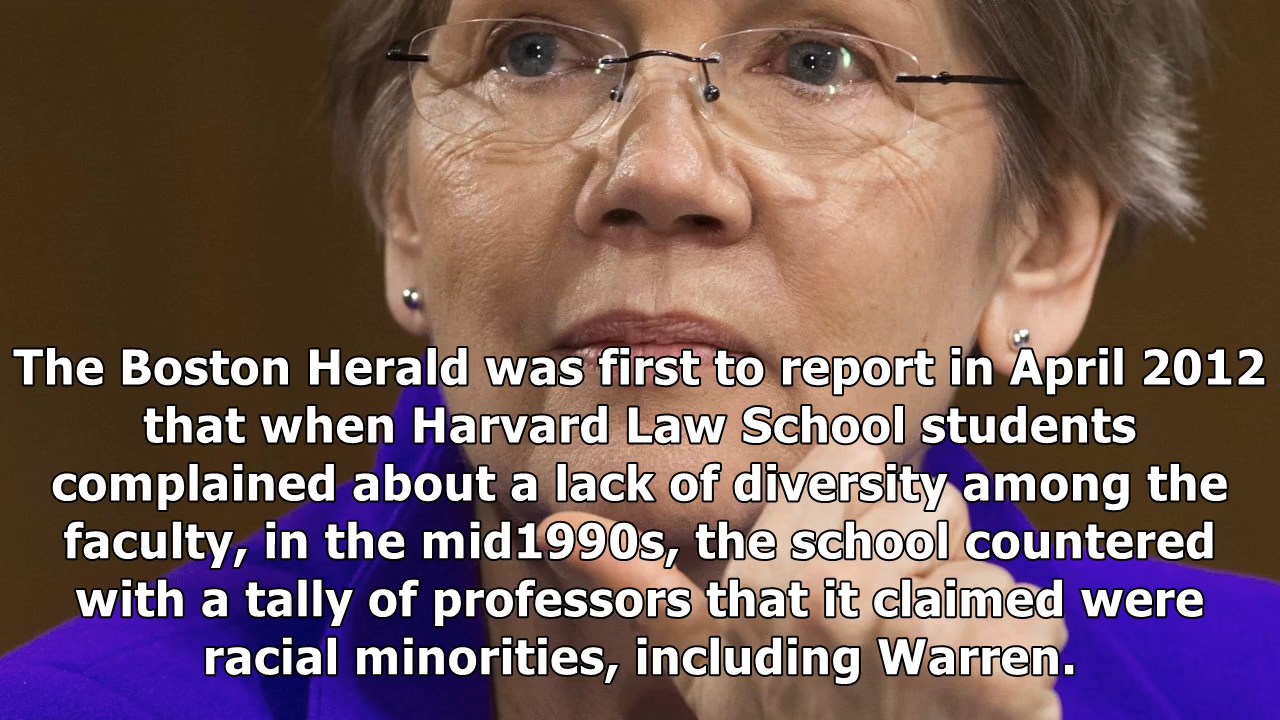 The Boston Herald was first to report in April 2012
that when Harvard Law School students
complained about a lack of diversity among the
faculty, in the mid1990s, the school countered
with a tally of professors that it claimed were
racial minorities, including Warren.